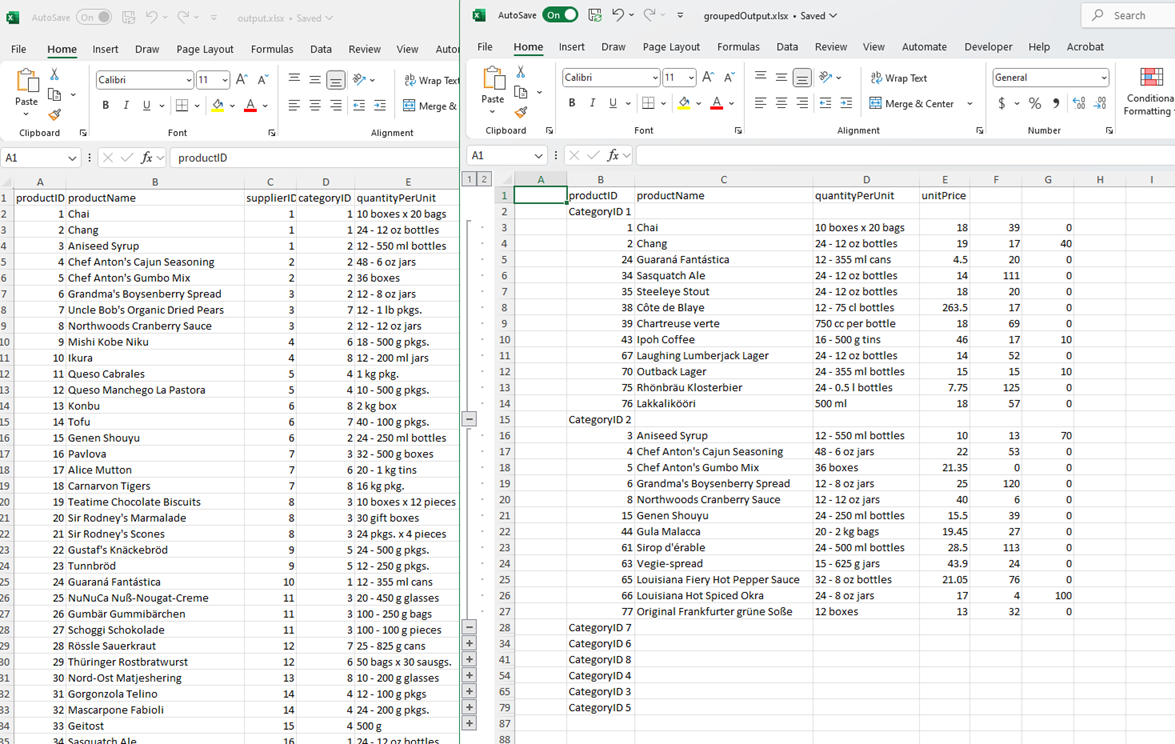 AutoSave Off output.xlsx • Saved
File Home Insert Draw Page Layout Formulas Data Review View Autom
Paste
Calibri 11 A^ A˅
B I U A
Wrap Text
Merge &
Clipboard Font Alignment
A1 fx productID
A B C D E
1 productID productName supplierID categoryID quantityPerUnit
2 1 Chai 1 1 10 boxes x 20 bags
3 2 Chang 1 1 24 - 12 oz bottles
4 3 Aniseed Syrup 1 2 12 - 550 ml bottles
5 4 Chef Anton's Cajun Seasoning 2 2 48 - 6 oz jars
6 5 Chef Anton's Gumbo Mix 2 2 36 boxes
7 6 Grandma's Boysenberry Spread 3 2 12 - 8 oz jars
8 7 Uncle Bob's Organic Dried Pears 3 7 12 - 1 lb pkgs.
9 8 Northwoods Cranberry Sauce 3 2 12 - 12 oz jars
10 9 Mishi Kobe Niku 4 6 18 - 500 g pkgs.
11 10 Ikura 4 8 12 - 200 ml jars
12 11 Queso Cabrales 5 4 1 kg pkg.
13 12 Queso Manchego La Pastora 5 4 10 - 500 g pkgs.
14 13 Konbu 6 8 2 kg box
15 14 Tofu 6 7 40 - 100 g pkgs.
16 15 Genen Shouyu 6 2 24 - 250 ml bottles
17 16 Pavlova 7 3 32 - 500 g boxes
18 17 Alice Mutton 7 6 20 - 1 kg tins
19 18 Carnarvon Tigers 7 8 16 kg pkg.
20 19 Teatime Chocolate Biscuits 8 3 10 boxes x 12 pieces
21 20 Sir Rodney's Marmalade 8 3 30 gift boxes
22 21 Sir Rodney's Scones 8 3 24 pkgs. x 4 pieces
23 22 Gustaf's Knäckebröd 9 5 24 - 500 g pkgs.
24 23 Tunnbröd 9 5 12 - 250 g pkgs.
25 24 Guaraná Fantástica 10 1 12 - 355 ml cans
26 25 NuNuCa Nuß-Nougat-Creme 11 3 20 - 450 g glasses
27 26 Gumbär Gummibärchen 11 3 100 - 250 g bags
28 27 Schoggi Schokolade 11 3 100 - 100 g pieces
29 28 Rössle Sauerkraut 12 7 25 - 825 g cans
30 29 Thüringer Rostbratwurst 12 6 50 bags x 30 sausgs.
31 30 Nord-Ost Matjeshering 13 8 10 - 200 g glasses
32 31 Gorgonzola Telino 14 4 12 - 100 g pkgs
33 32 Mascarpone Fabioli 14 4 24 - 200 g pkgs.
34 33 Geitost 15 4 500 g
35 34 Sasquatch Ale 16 1 24 - 12 oz bottles
AutoSave On groupedOutput.xlsx • Saved Search
File Home Insert Draw Page Layout Formulas Data Review View Automate Developer Help Acrobat
Paste
Calibri 11 A^ A˅
B I U A
Wrap Text
Merge & Center
General
$ % 9
Conditiona
Formatting
Clipboard Font Alignment Number
A1 fx
1 2 A B C D E F G H I
1 productID productName quantityPerUnit unitPrice
2 CategoryID 1
3 1 Chai 10 boxes x 20 bags 18 39 0
4 2 Chang 24 - 12 oz bottles 19 17 40
5 24 Guaraná Fantástica 12 - 355 ml cans 4.5 20 0
6 34 Sasquatch Ale 24 - 12 oz bottles 14 111 0
7 35 Steeleye Stout 24 - 12 oz bottles 18 20 0
8 38 Côte de Blaye 12 - 75 cl bottles 263.5 17 0
9 39 Chartreuse verte 750 cc per bottle 18 69 0
10 43 Ipoh Coffee 16 - 500 g tins 46 17 10
11 67 Laughing Lumberjack Lager 24 - 12 oz bottles 14 52 0
12 70 Outback Lager 24 - 355 ml bottles 15 15 10
13 75 Rhönbräu Klosterbier 24 - 0.5 l bottles 7.75 125 0
14 76 Lakkalikööri 500 ml 18 57 0
15 CategoryID 2
16 3 Aniseed Syrup 12 - 550 ml bottles 10 13 70
17 4 Chef Anton's Cajun Seasoning 48 - 6 oz jars 22 53 0
18 5 Chef Anton's Gumbo Mix 36 boxes 21.35 0 0
19 6 Grandma's Boysenberry Spread 12 - 8 oz jars 25 120 0
20 8 Northwoods Cranberry Sauce 12 - 12 oz jars 40 6 0
21 15 Genen Shouyu 24 - 250 ml bottles 15.5 39 0
22 44 Gula Malacca 20 - 2 kg bags 19.45 27 0
23 61 Sirop d'érable 24 - 500 ml bottles 28.5 113 0
24 63 Vegie-spread 15 - 625 g jars 43.9 24 0
25 65 Louisiana Fiery Hot Pepper Sauce 32 - 8 oz bottles 21.05 76 0
26 66 Louisiana Hot Spiced Okra 24 - 8 oz jars 17 4 100
27 77 Original Frankfurter grüne Soße 12 boxes 13 32 0
28 CategoryID 7
34 CategoryID 6
41 CategoryID 8
54 CategoryID 4
65 CategoryID 3
79 CategoryID 5
87
88